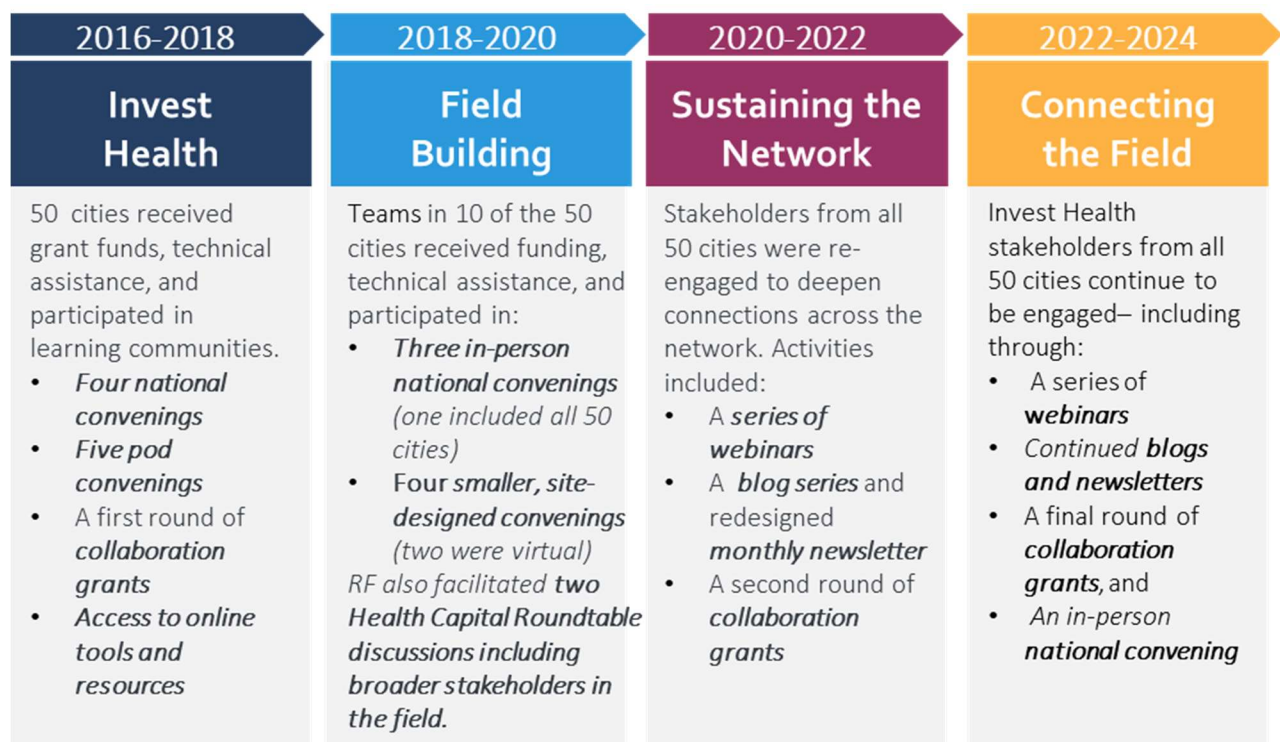 2016-2018
Invest
Health
50 cities received
grant funds, technical
assistance, and
participated in
learning communities.
• Four national
convenings
• Five pod
convenings
• A first round of
collaboration
grants
• Access to online
tools and
resources
2018-2020
Field
Building
Teams in 10 of the 50
cities received funding,
technical assistance, and
participated in:
• Three in-person
national convenings
(one included all 50
cities)
• Four smaller, site-
designed convenings
(two were virtual)
RF also facilitated two
Health Capital Roundtable
discussions including
broader stakeholders in
the field.
2020-2022
Sustaining the
Network
Stakeholders from all
50 cities were re-
engaged to deepen
connections across the
network. Activities
included:
• A series of
webinars
• A blog series and
redesigned
monthly newsletter
• A second round of
collaboration
grants
2022-2024
Connecting
the Field
Invest Health
stakeholders from all
50 cities continue to
be engaged– including
through:
• A series of
webinars
• Continued blogs
and newsletters
• A final round of
collaboration
grants, and
• An in-person
national convening